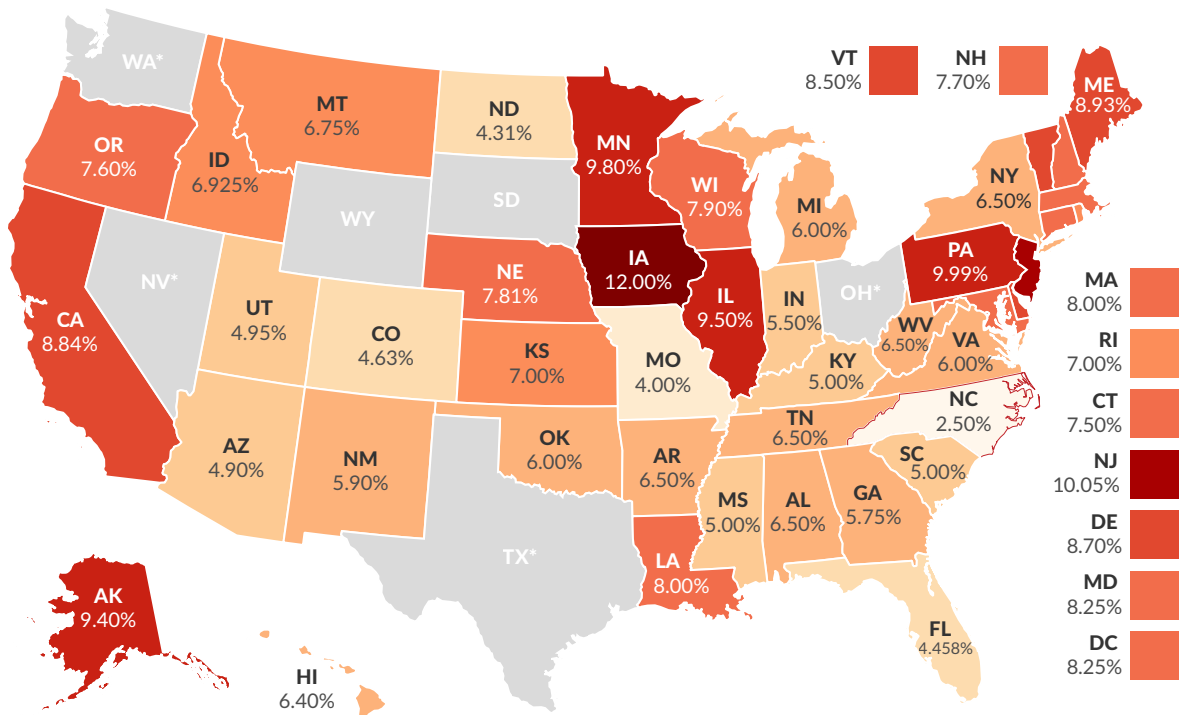 WA*
VT
8.50%
NH
7.70%
ME
8.93%
MT
6.75%
ND
4.31%
MN
9.80%
OR
7.60%
ID
6.925%
WI
7.90%
NY
6.50%
SD
MI
6.00%
WY
PA
9.99%
IA
12.00%
NE
7.81%
MA
8.00%
NV*
IL
9.50%
IN
5.50%
OH*
UT
4.95%
CA
8.84%
CO
4.63%
WV
6.50%
VA
6.00%
RI
7.00%
KS
7.00%
MO
4.00%
KY
5.00%
NC
2.50%
CT
7.50%
TN
6.50%
AZ
4.90%
NM
5.90%
OK
6.00%
AR
6.50%
SC
5.00%
NJ
10.05%
MS
5.00%
AL
6.50%
GA
5.75%
DE
8.70%
TX*
LA
8.00%
MD
8.25%
AK
9.40%
FL
4.458%
DC
8.25%
HI
6.40%